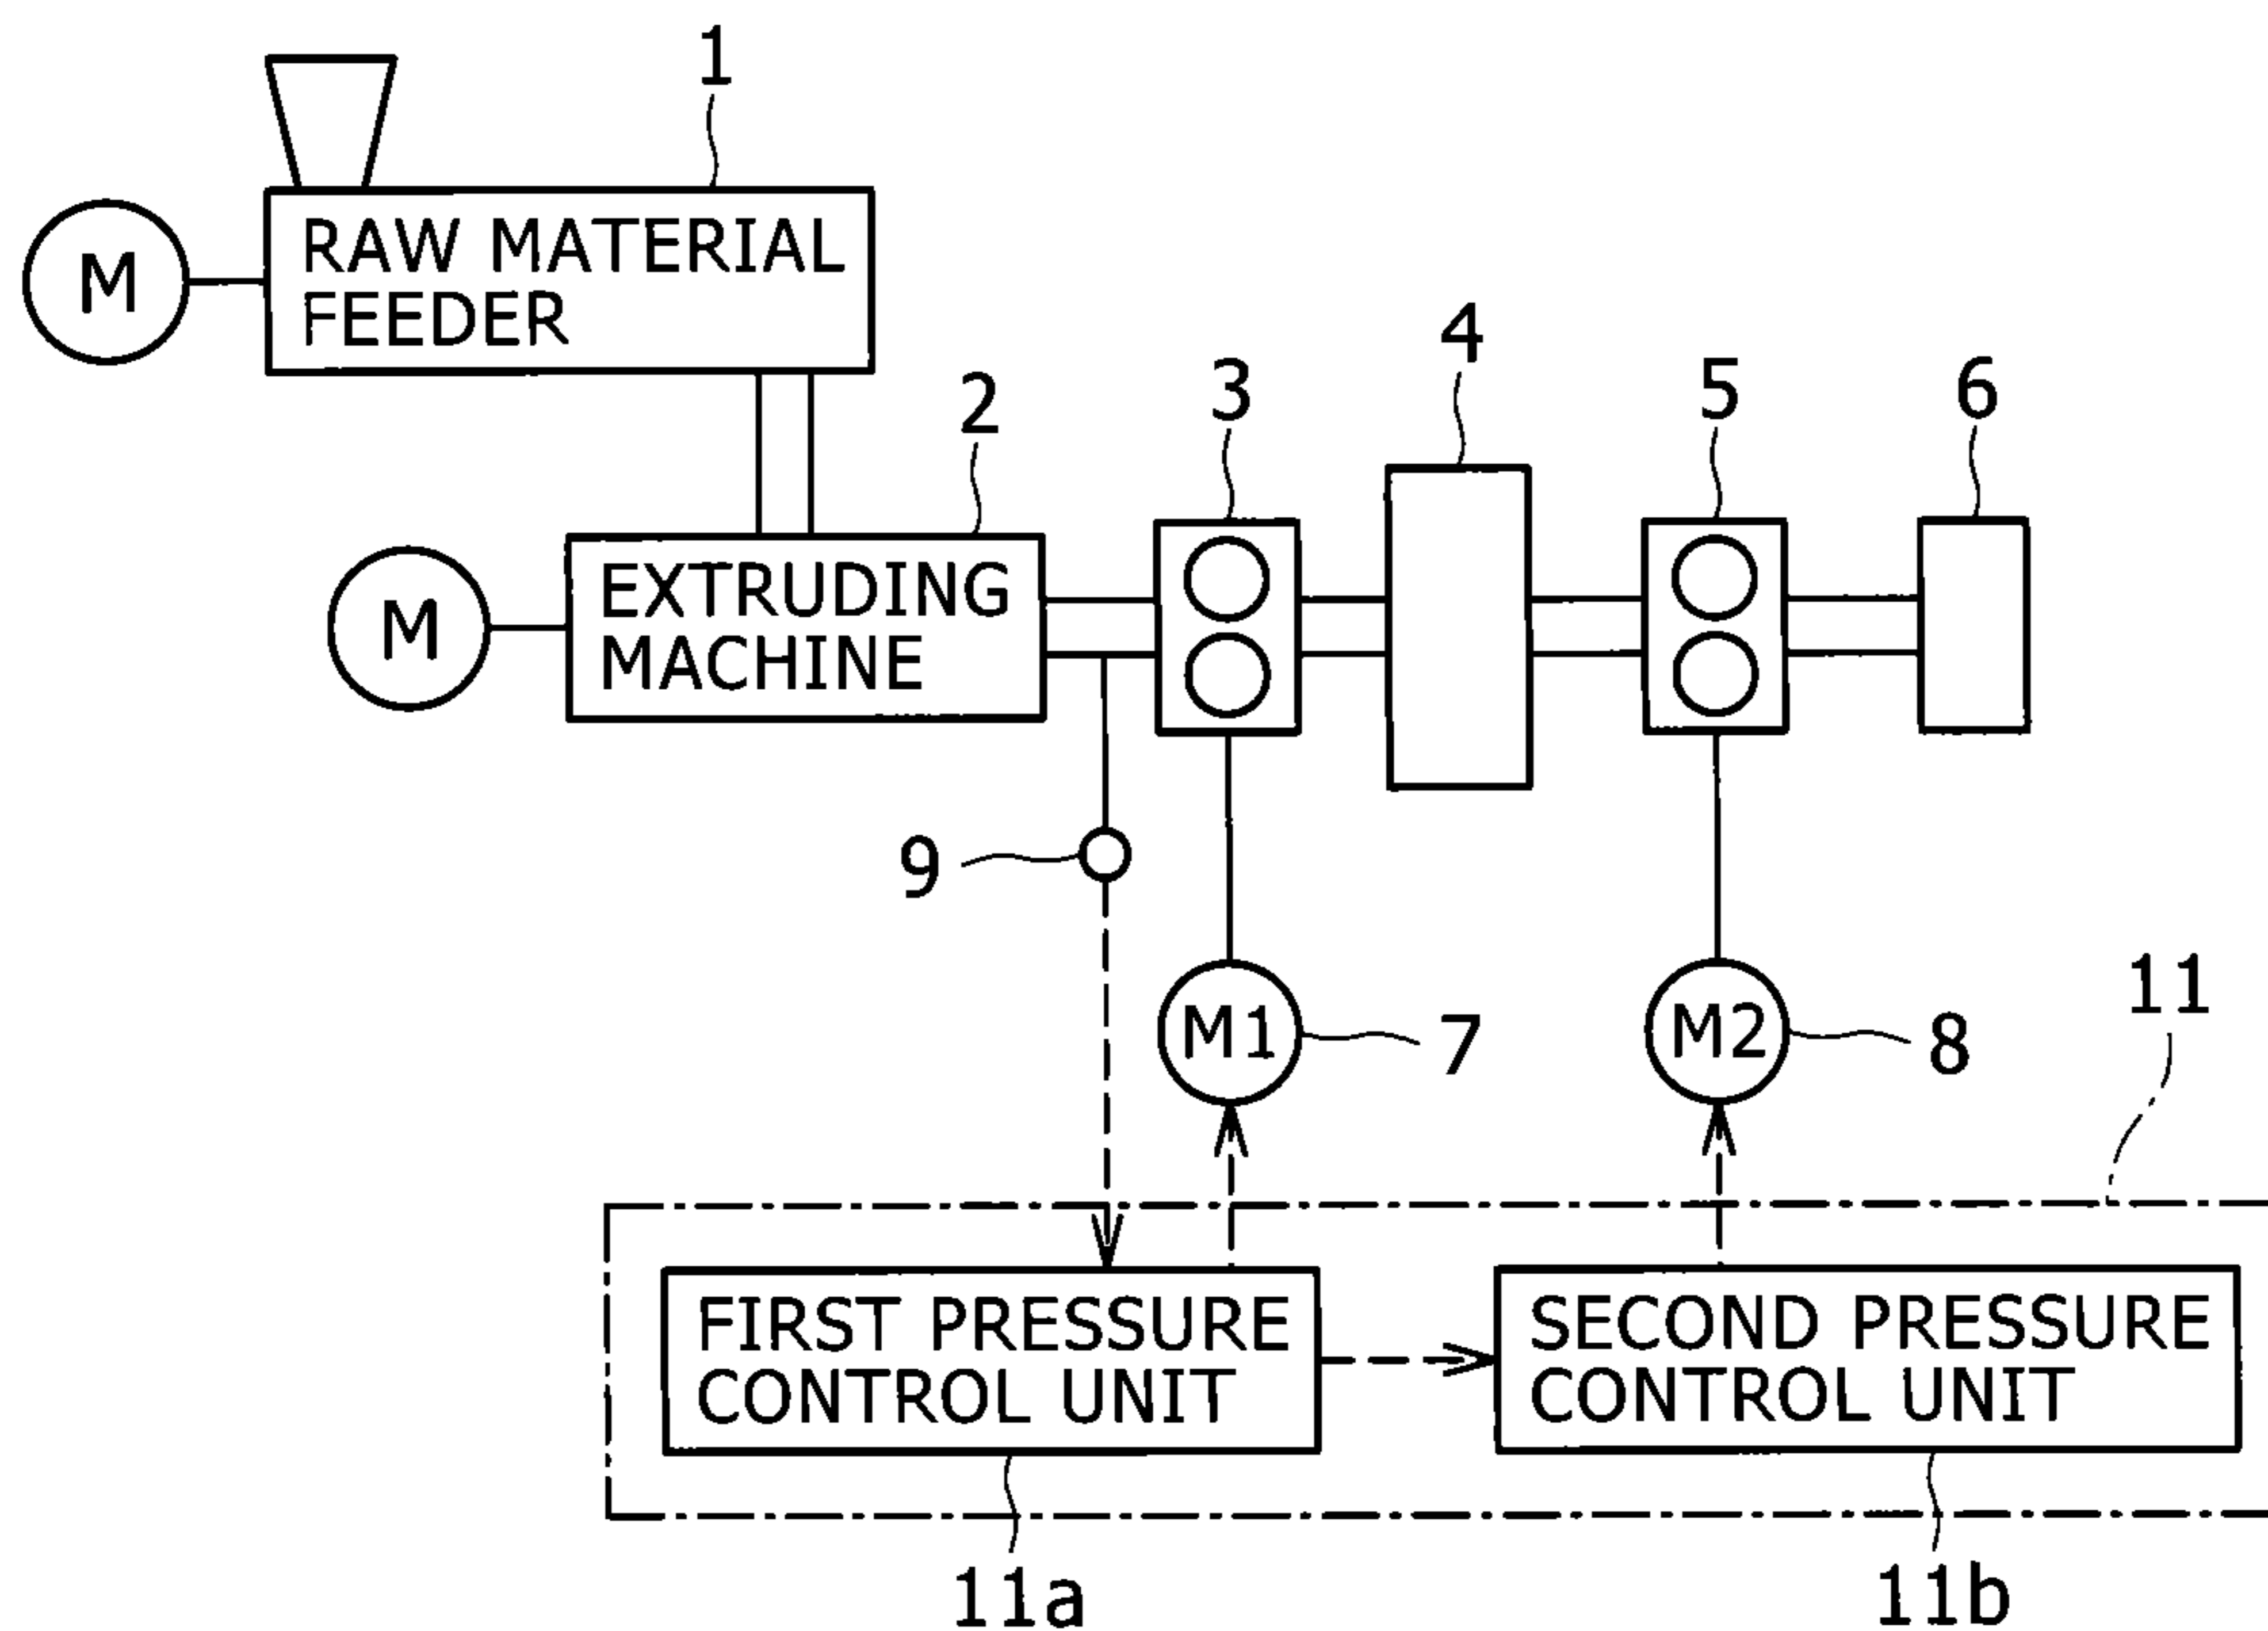 1
RAW MATERIAL
FEEDER
M
2
3
4
5
6
M
EXTRUDING
MACHINE
9
M1
7
M2
8
11
FIRST PRESSURE
CONTROL UNIT
SECOND PRESSURE
CONTROL UNIT
11a
11b